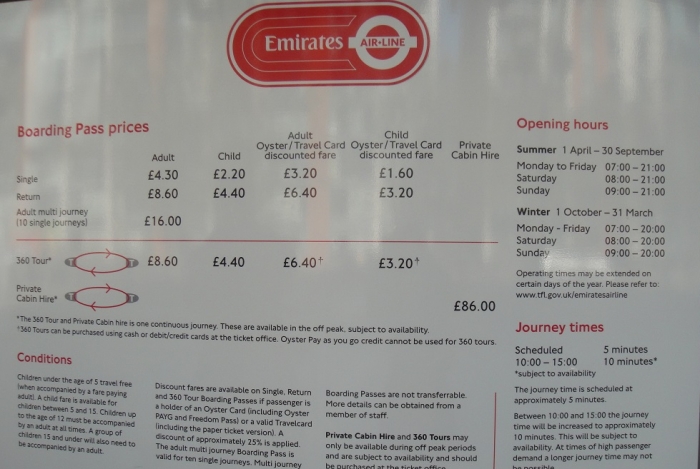 Emirates AIR-LINE
Boarding Pass prices
Adult
Child
Adult Oyster/Travel Card discounted fare
Child Oyster/Travel Card discounted fare
Private Cabin Hire
Single £4.30 £2.20 £3.20 £1.60
Return £8.60 £4.40 £6.40 £3.20
Adult multi journey
(10 single journeys) £16.00
360 Tour* £8.60 £4.40 £6.40+ £3.20+
Private
Cabin Hire* £86.00
*The 360 Tour and Private Cabin hire is one continuous journey. These are available in the off peak, subject to availability.
+360 Tours can be purchased using cash or debit/credit cards at the ticket office. Oyster Pay as you go credit cannot be used for 360 tours.
Conditions
Children under the age of 5 travel free
(when accompanied by a fare paying
adult). A child fare is available for
children between 5 and 15. Children up
to the age of 12 must be accompanied
by an adult at all times. A group of
children 15 and under will also need to
be accompanied by an adult.
Discount fares are available on Single, Return
and 360 Tour Boarding Passes if passenger is
a holder of an Oyster Card (including Oyster
PAYG and Freedom Pass) or a valid Travelcard
(including the paper ticket version). A
discount of approximately 25% is applied.
The adult multi journey Boarding Pass is
valid for ten single journeys. Multi journey
Boarding Passes are not transferrable.
More details can be obtained from a
member of staff.
Private Cabin Hire and 360 Tours may
only be available during off peak periods
and are subject to availability and should
be purchased at the ticket office
Opening hours
Summer 1 April – 30 September
Monday to Friday 07:00 – 21:00
Saturday 08:00 – 21:00
Sunday 09:00 – 21:00
Winter 1 October – 31 March
Monday - Friday 07:00 – 20:00
Saturday 08:00 – 20:00
Sunday 09:00 – 20:00
Operating times may be extended on
certain days of the year. Please refer to:
www.tfl.gov.uk/emiratesairline
Journey times
Scheduled 5 minutes
10:00 – 15:00 10 minutes*
*subject to availability
The journey time is scheduled at
approximately 5 minutes.
Between 10:00 and 15:00 the journey
time will be increased to approximately
10 minutes. This will be subject to
availability. At times of high passenger
demand a longer journey time may not
be possible